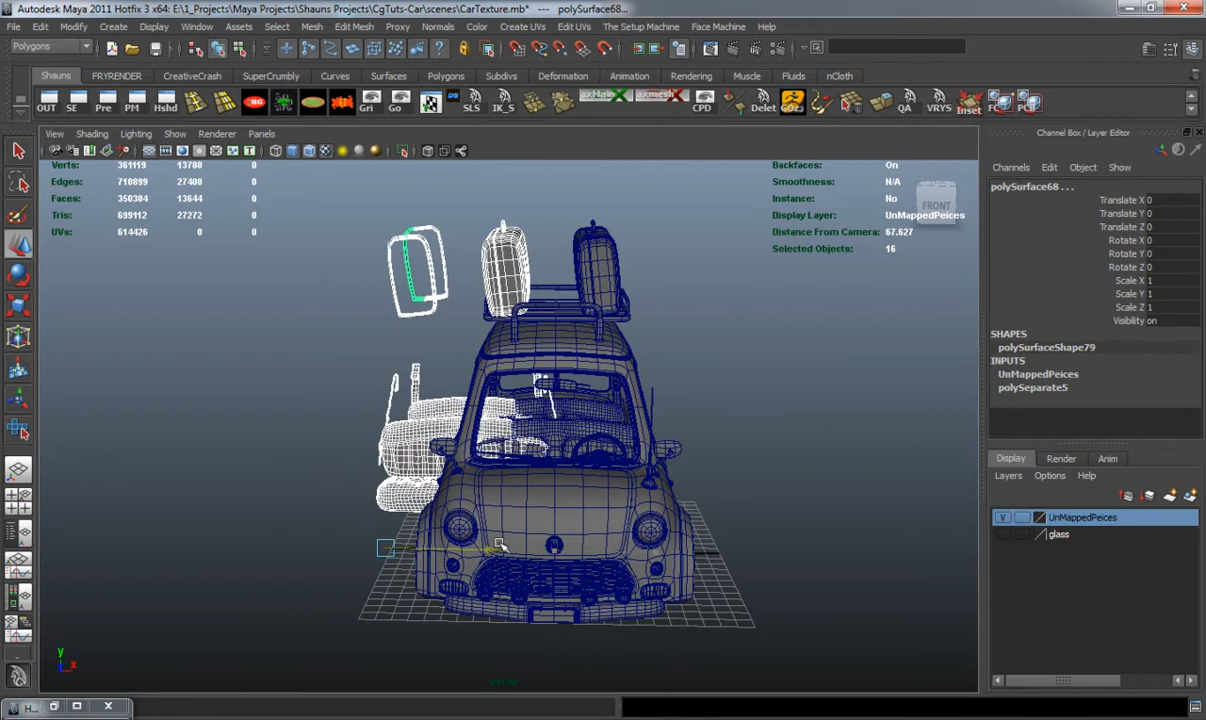 Autodesk Maya 2011 Hotfix 3 x64: E:\1_Projects\Maya Projects\Shauns Projects\CgTuts-Car\scenes\CarTexture.mb* --- polySurface68...
File Edit Modify Create Display Window Assets Select Mesh Edit Mesh Proxy Normals Color Create UVs Edit UVs The Setup Machine Face Machine Help
Polygons
Shauns FRYRENDER CreativeCrash SuperCrumbly Curves Surfaces Polygons Subdivs Deformation Animation Rendering Muscle Fluids nCloth
OUT SE Pre PM Hshd Gri Go SLS IK_S axMain axmesh CPD Delet GOz QA VRYS Inset FC PCB
Channel Box / Layer Editor
View Shading Lighting Show Renderer Panels
Channels Edit Object Show
Verts: 361119 13780 0
Edges: 710899 27400 0
Faces: 350304 13644 0
Tris: 699112 27272 0
UVs: 614426 0 0
Backfaces: On
Smoothness: N/A
Instance: No
Display Layer: UnMappedPeices
Distance From Camera: 67.627
Selected Objects: 16
FRONT
polySurface68 . . .
Translate X 0
Translate Y 0
Translate Z 0
Rotate X 0
Rotate Y 0
Rotate Z 0
Scale X 1
Scale Y 1
Scale Z 1
Visibility on
SHAPES
polySurfaceShape79
INPUTS
UnMappedPeices
polySeparate5
Display Render Anim
Layers Options Help
V UnMappedPeices
glass
y
x
persp
H...